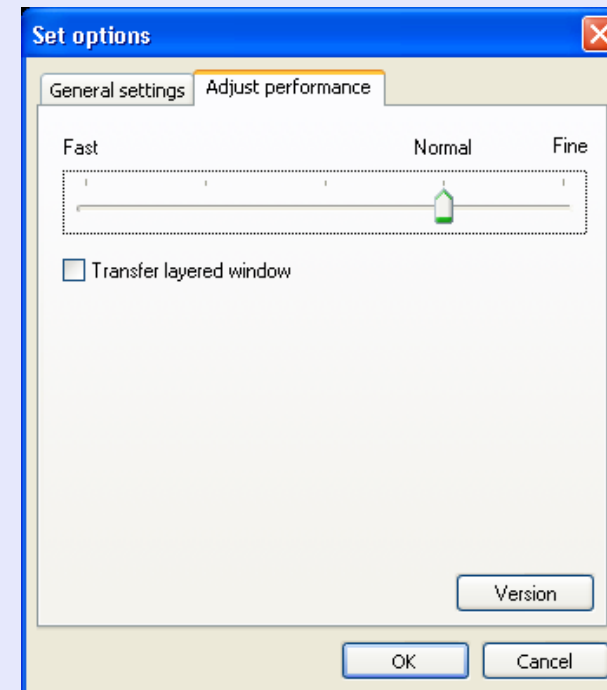 Set options
General settings Adjust performance
Fast Normal Fine
Transfer layered window
Version
OK Cancel